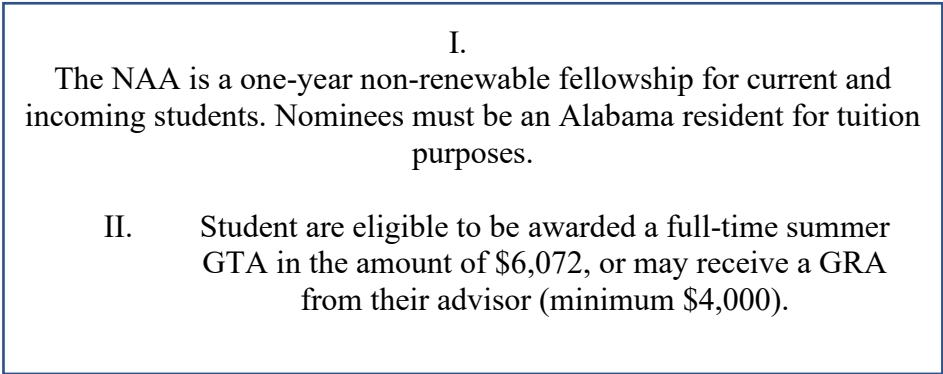 I.
The NAA is a one-year non-renewable fellowship for current and
incoming students. Nominees must be an Alabama resident for tuition
purposes.
II. Student are eligible to be awarded a full-time summer
GTA in the amount of $6,072, or may receive a GRA
from their advisor (minimum $4,000).